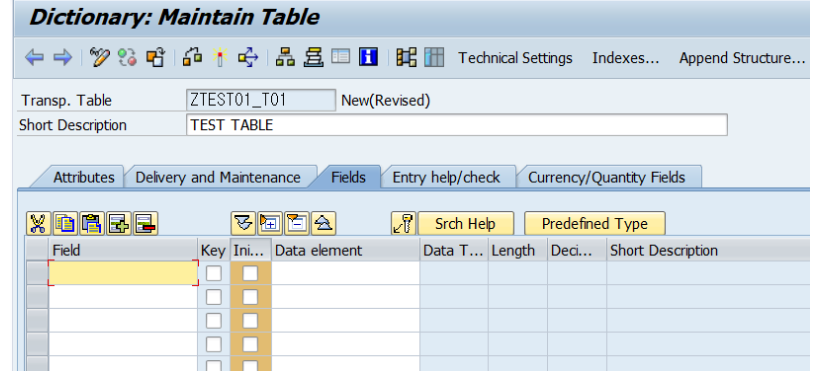 Dictionary: Maintain Table
Technical Settings Indexes... Append Structure...
Transp. Table ZTEST01_T01 New(Revised)
Short Description TEST TABLE
Attributes Delivery and Maintenance Fields Entry help/check Currency/Quantity Fields
Srch Help Predefined Type
Field Key Ini... Data element Data T... Length Deci... Short Description